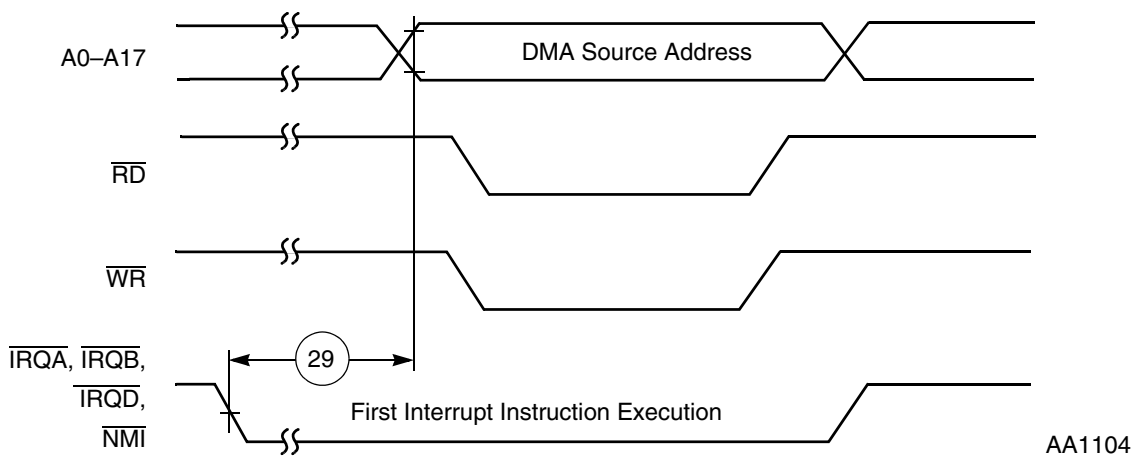 A0–A17
DMA Source Address
RD
WR
IRQA, IRQB,
29
IRQD,
First Interrupt Instruction Execution
NMI
AA1104